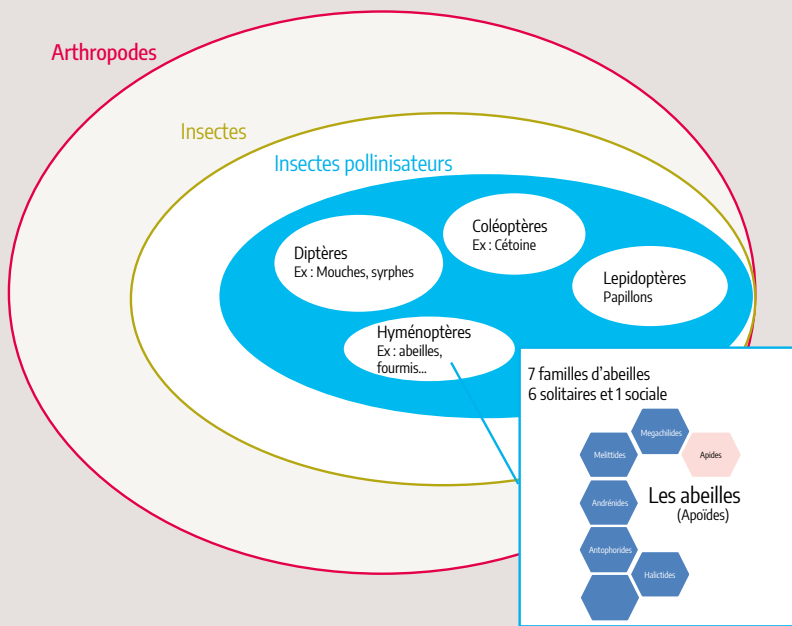 Arthropodes
Insectes
Insectes pollinisateurs
Coléoptères
Ex : Cétoine
Diptères
Ex : Mouches, syrphes
Lepidoptères
Papillons
Hyménoptères
Ex : abeilles,
fourmis...
7 familles d’abeilles
6 solitaires et 1 sociale
Megachilides
Melittides
Apides
Andrénides
Les abeilles
(Apoïdes)
Antophorides
Halictides